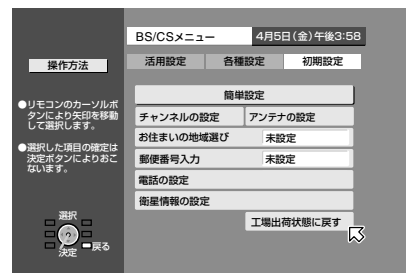 BS/CSメニュー
4月5日(金)午後3:58
操作方法
活用設定 各種設定 初期設定
簡単設定
●リモコンのカーソルボ
タンにより矢印を移動
して選択します。
●選択した項目の確定は
決定ボタンによりおこ
ないます。
チャンネルの設定 アンテナの設定
お住まいの地域選び 未設定
郵便番号入力 未設定
電話の設定
衛星情報の設定
工場出荷状態に戻す
選択
?
戻る
決定